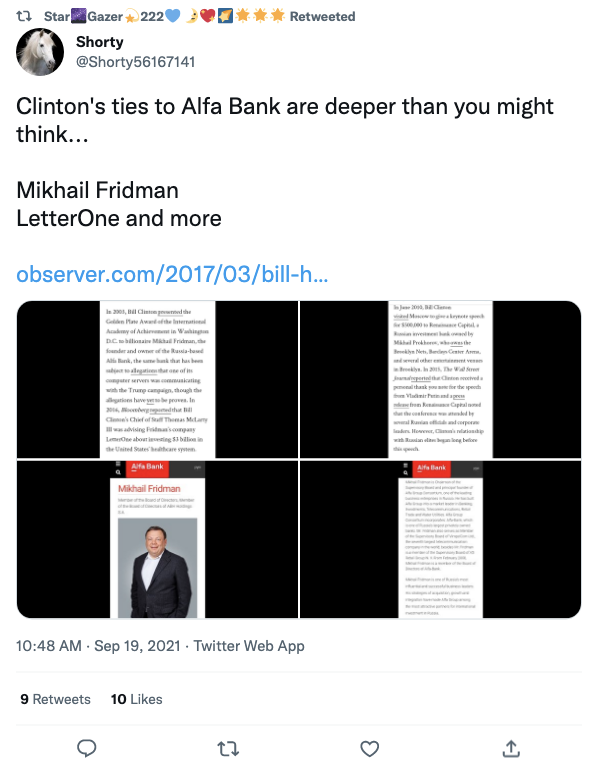 StarGazer222 Retweeted
Shorty
@Shorty56167141
Clinton's ties to Alfa Bank are deeper than you might
think...
Mikhail Fridman
LetterOne and more
observer.com/2017/03/bill-h...
In 2003, Bill Clinton presented the
Golden Plate Award of the International
Academy of Achievement in Washington
D.C. to billionaire Mikhail Fridman, the
founder and owner of the Russia-based
Alfa Bank, the same bank that has been
subject to allegations that one of its
computer servers was communicating
with the Trump campaign, though the
allegations have yet to be proven. In
2016, Bloomberg reported that Bill
Clinton's Chief of Staff Thomas McLarty
III was advising Fridman's company
LetterOne about investing $3 billion in
the United States' healthcare system.
In June 2010, Bill Clinton
visited Moscow to give a keynote speech
for $500,000 to Renaissance Capital, a
Russian investment bank owned by
Mikhail Prokhorov, who owns the
Brooklyn Nets, Barclays Center Arena,
and several other entertainment venues
in Brooklyn. In 2015, The Wall Street
Journal reported that Clinton received a
personal thank you note for the speech
from Vladimir Putin and a press
release from Renaissance Capital noted
that the conference was attended by
several Russian officials and corporate
leaders. However, Clinton's relationship
with Russian elites began long before
this speech.
Alfa Bank
Mikhail Fridman
Member of the Board of Directors, member
of the Board of Directors of ABH Holdings
S.A.
Alfa Bank
10:48 AM · Sep 19, 2021 · Twitter Web App
9 Retweets 10 Likes